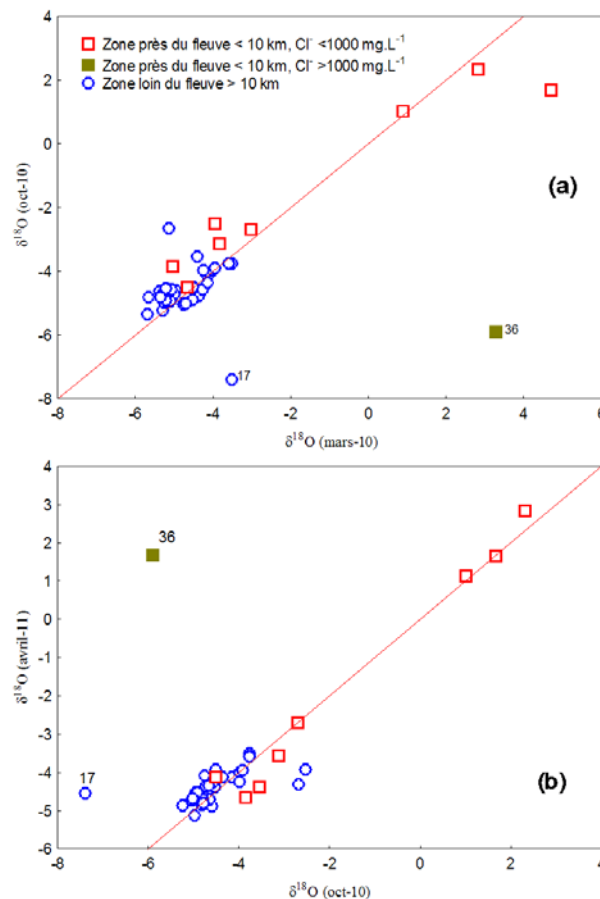 4
2
0
-2
-4
-6
-8
δ¹⁸O (oct-10)
Zone près du fleuve < 10 km, Cl⁻ <1000 mg.L⁻¹
Zone près du fleuve < 10 km, Cl⁻ >1000 mg.L⁻¹
Zone loin du fleuve > 10 km
(a)
36
17
-8 -6 -4 -2 0 2 4 6
δ¹⁸O (mars-10)
4
3
2
1
0
-1
-2
-3
-4
-5
-6
δ¹⁸O (avril-11)
36
17
(b)
-8 -6 -4 -2 0 2 4
δ¹⁸O (oct-10)